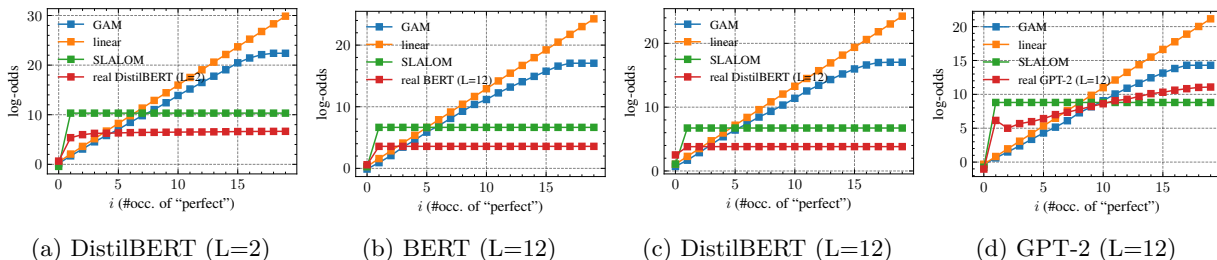 GAM
linear
SLALOM
real DistilBERT (L=2)
log-odds
30
20
10
0
0
5
10
15
i (#occ. of “perfect”)
(a) DistilBERT (L=2)
GAM
linear
SLALOM
real BERT (L=12)
log-odds
20
10
0
0
5
10
15
i (#occ. of “perfect”)
(b) BERT (L=12)
GAM
linear
SLALOM
real DistilBERT (L=12)
log-odds
20
10
0
0
5
10
15
i (#occ. of “perfect”)
(c) DistilBERT (L=12)
GAM
linear
SLALOM
real GPT-2 (L=12)
log-odds
20
15
10
5
0
0
5
10
15
i (#occ. of “perfect”)
(d) GPT-2 (L=12)